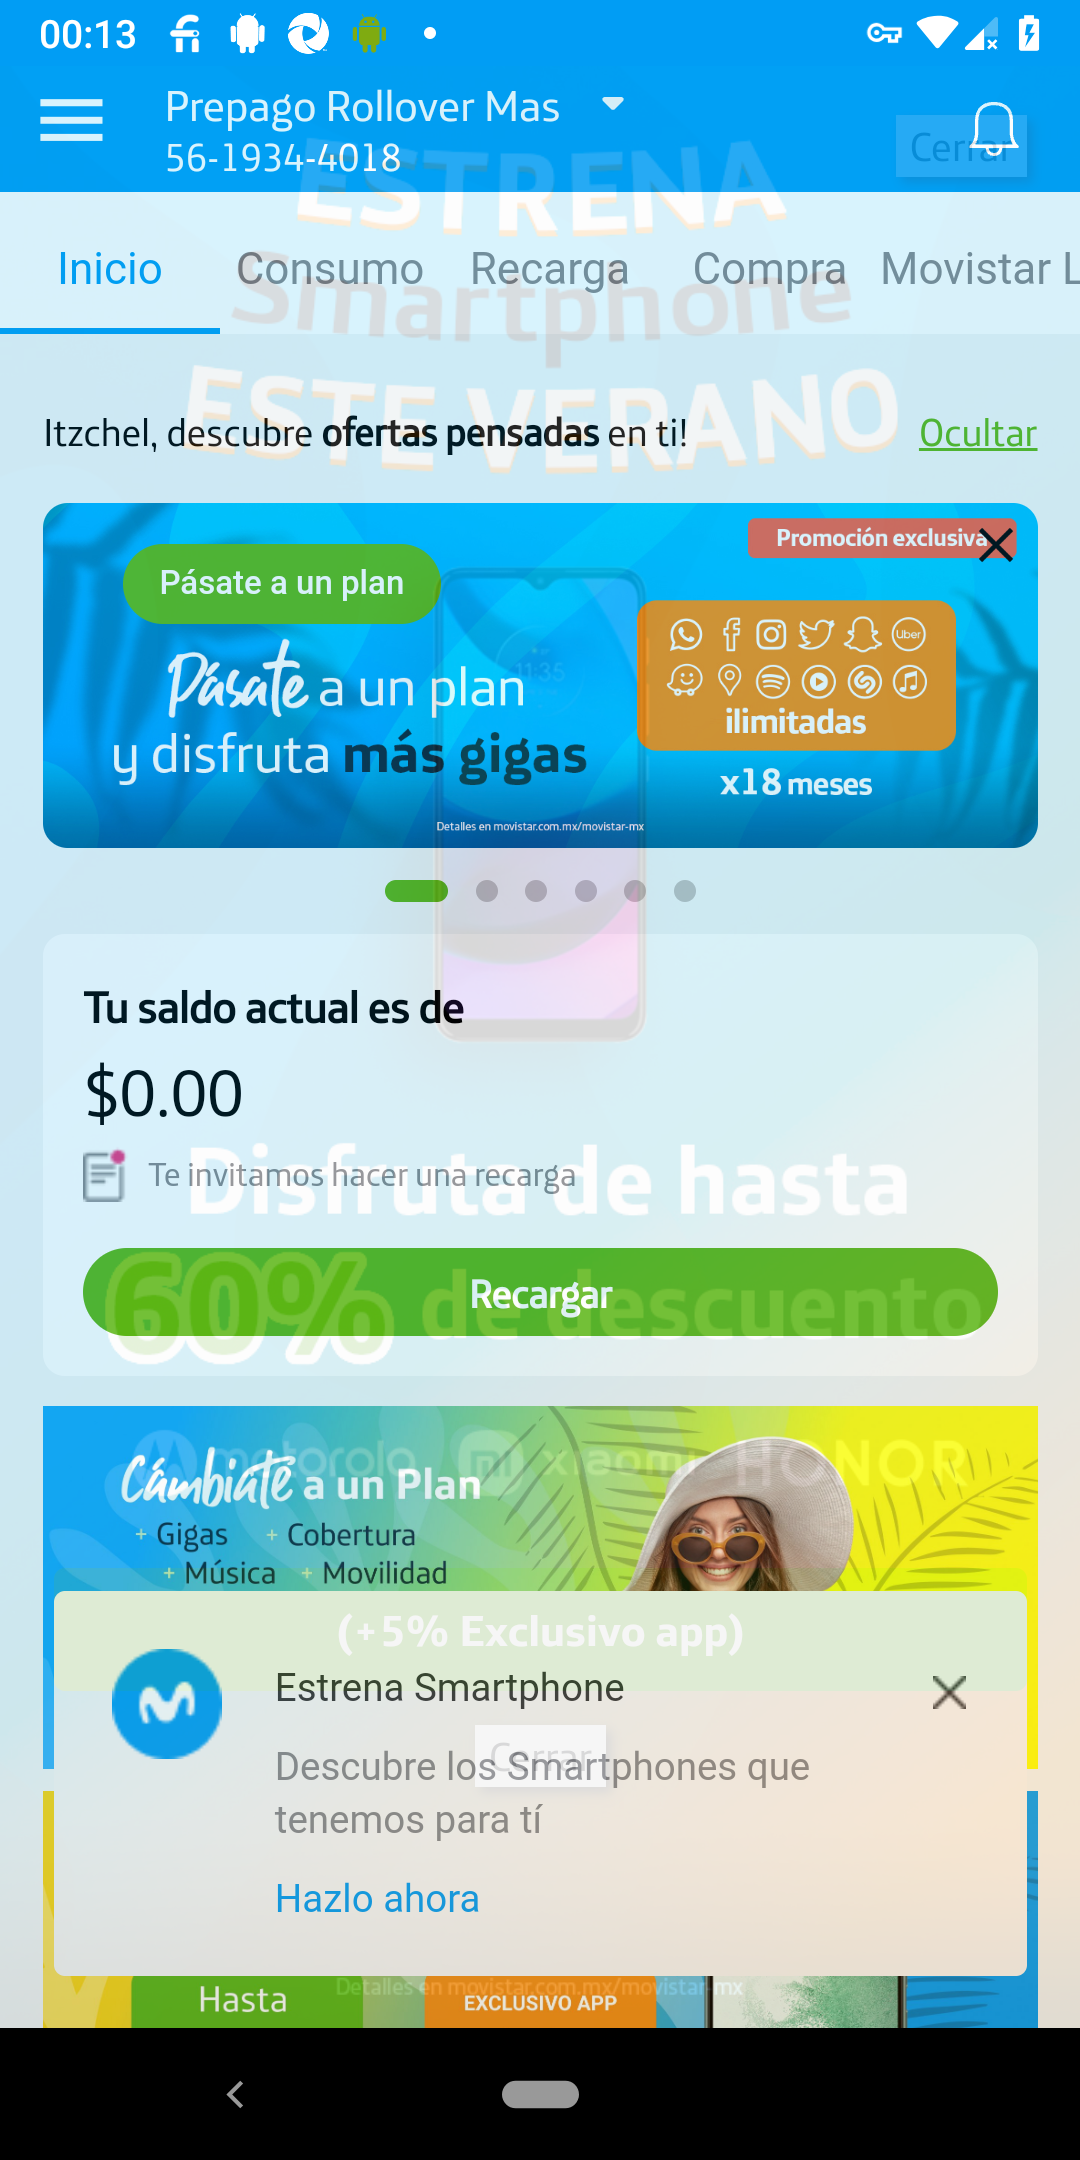 00:13
Prepago Rollover Mas
56-1934-4018
Cerrar
ESTRENA
Smartphone
ESTE VERANO
Inicio
Consumo
Recarga
Compra
Movistar L
Itzchel, descubre ofertas pensadas en ti!
Ocultar
Promoción exclusiva
Pásate a un plan
11:35
Uber
Pásate a un plan
y disfruta más gigas
ilimitadas
x18 meses
Detalles en movistar.com.mx/movistar-mx
Tu saldo actual es de
$0.00
Te invitamos hacer una recarga
Disfruta de hasta
60% de descuento
Recargar
motorola
xiaomi
HONOR
Cámbiate a un Plan
+ Gigas + Cobertura
+ Música + Movilidad
(+5% Exclusivo app)
Estrena Smartphone
Cerrar
Descubre los Smartphones que
tenemos para tí
Hazlo ahora
Detalles en movistar.com.mx/movistar-mx
Hasta
EXCLUSIVO APP